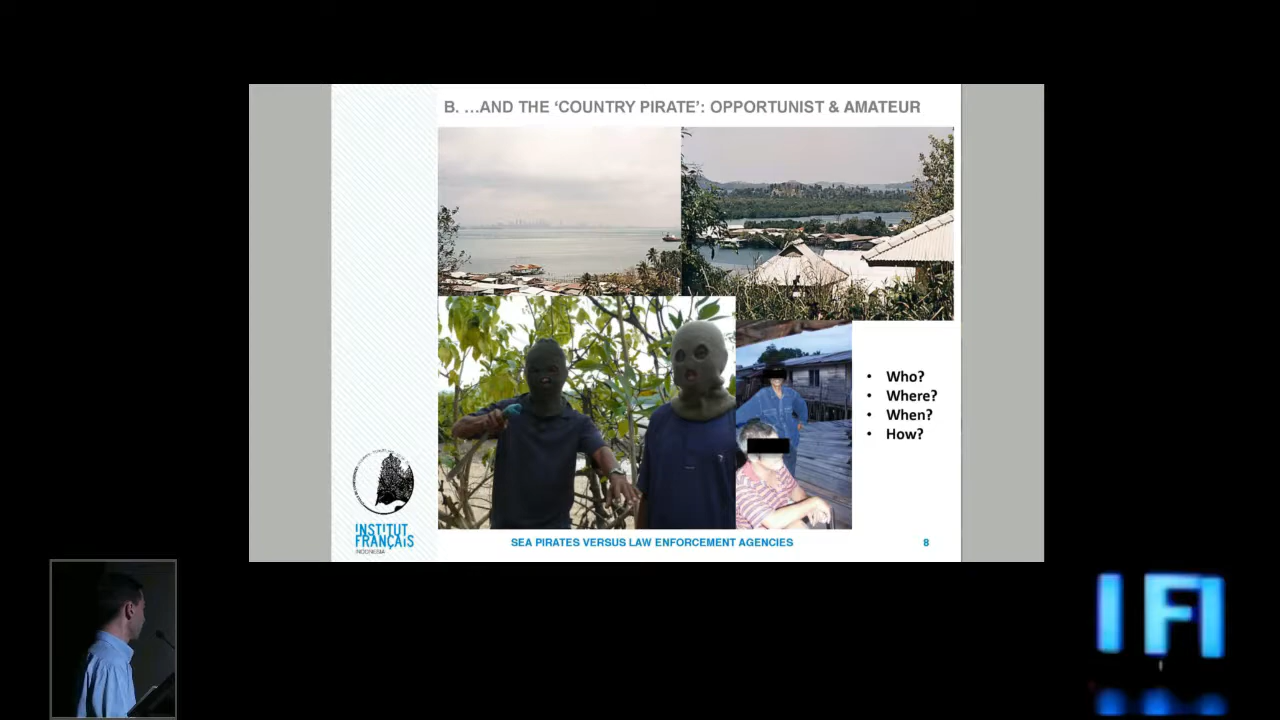 B. …AND THE ‘COUNTRY PIRATE’: OPPORTUNIST & AMATEUR
• Who?
• Where?
• When?
• How?
INSTITUT
FRANÇAIS
INDONESIA
SEA PIRATES VERSUS LAW ENFORCEMENT AGENCIES
8
IFI